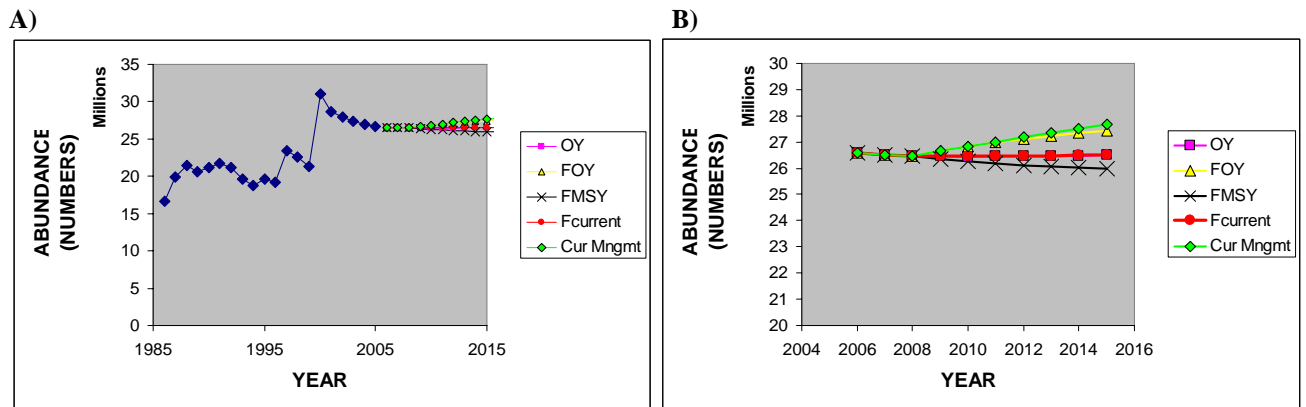 A)
ABUNDANCE
(NUMBERS)
Millions
35
30
25
20
15
10
5
0
1985
1995
2005
2015
YEAR
OY
FOY
FMSY
Fcurrent
Cur Mngmt
B)
ABUNDANCE
(NUMBERS)
Millions
30
29
28
27
26
25
24
23
22
21
20
2004
2006
2008
2010
2012
2014
2016
YEAR
OY
FOY
FMSY
Fcurrent
Cur Mngmt